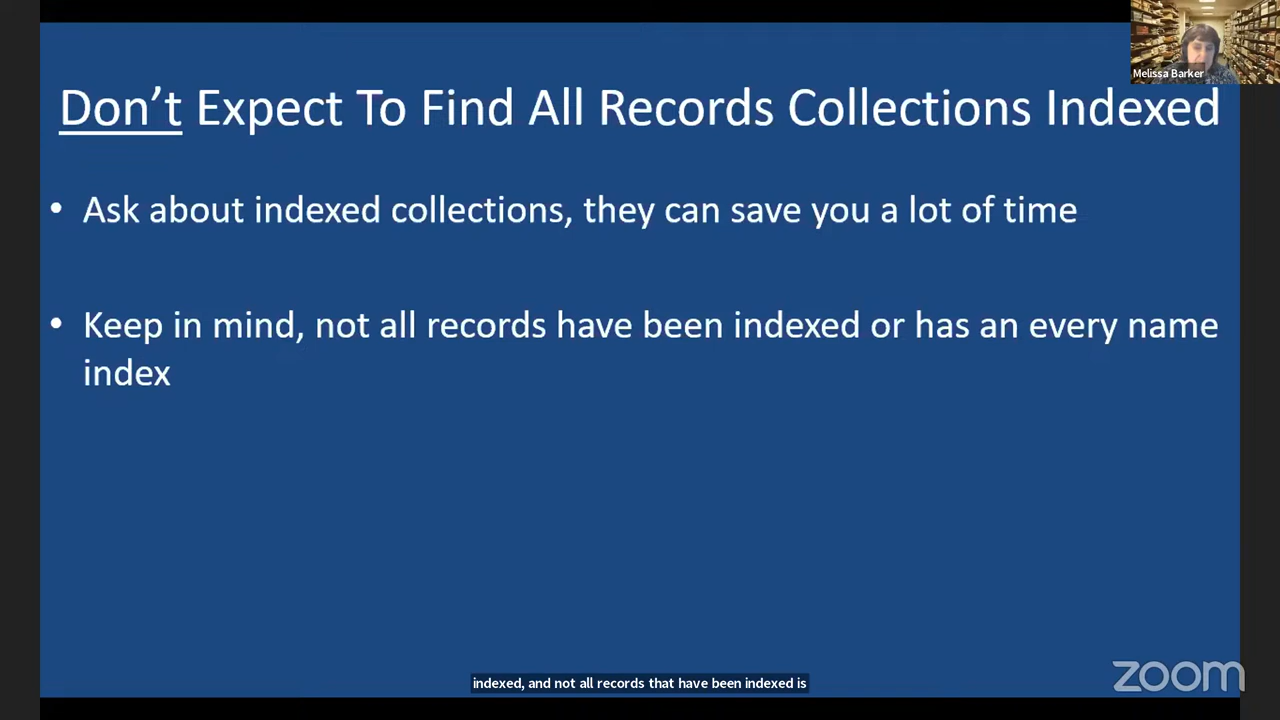 Melissa Barker
Don't Expect To Find All Records Collections Indexed
• Ask about indexed collections, they can save you a lot of time
• Keep in mind, not all records have been indexed or has an every name
index
zoom
indexed, and not all records that have been indexed is